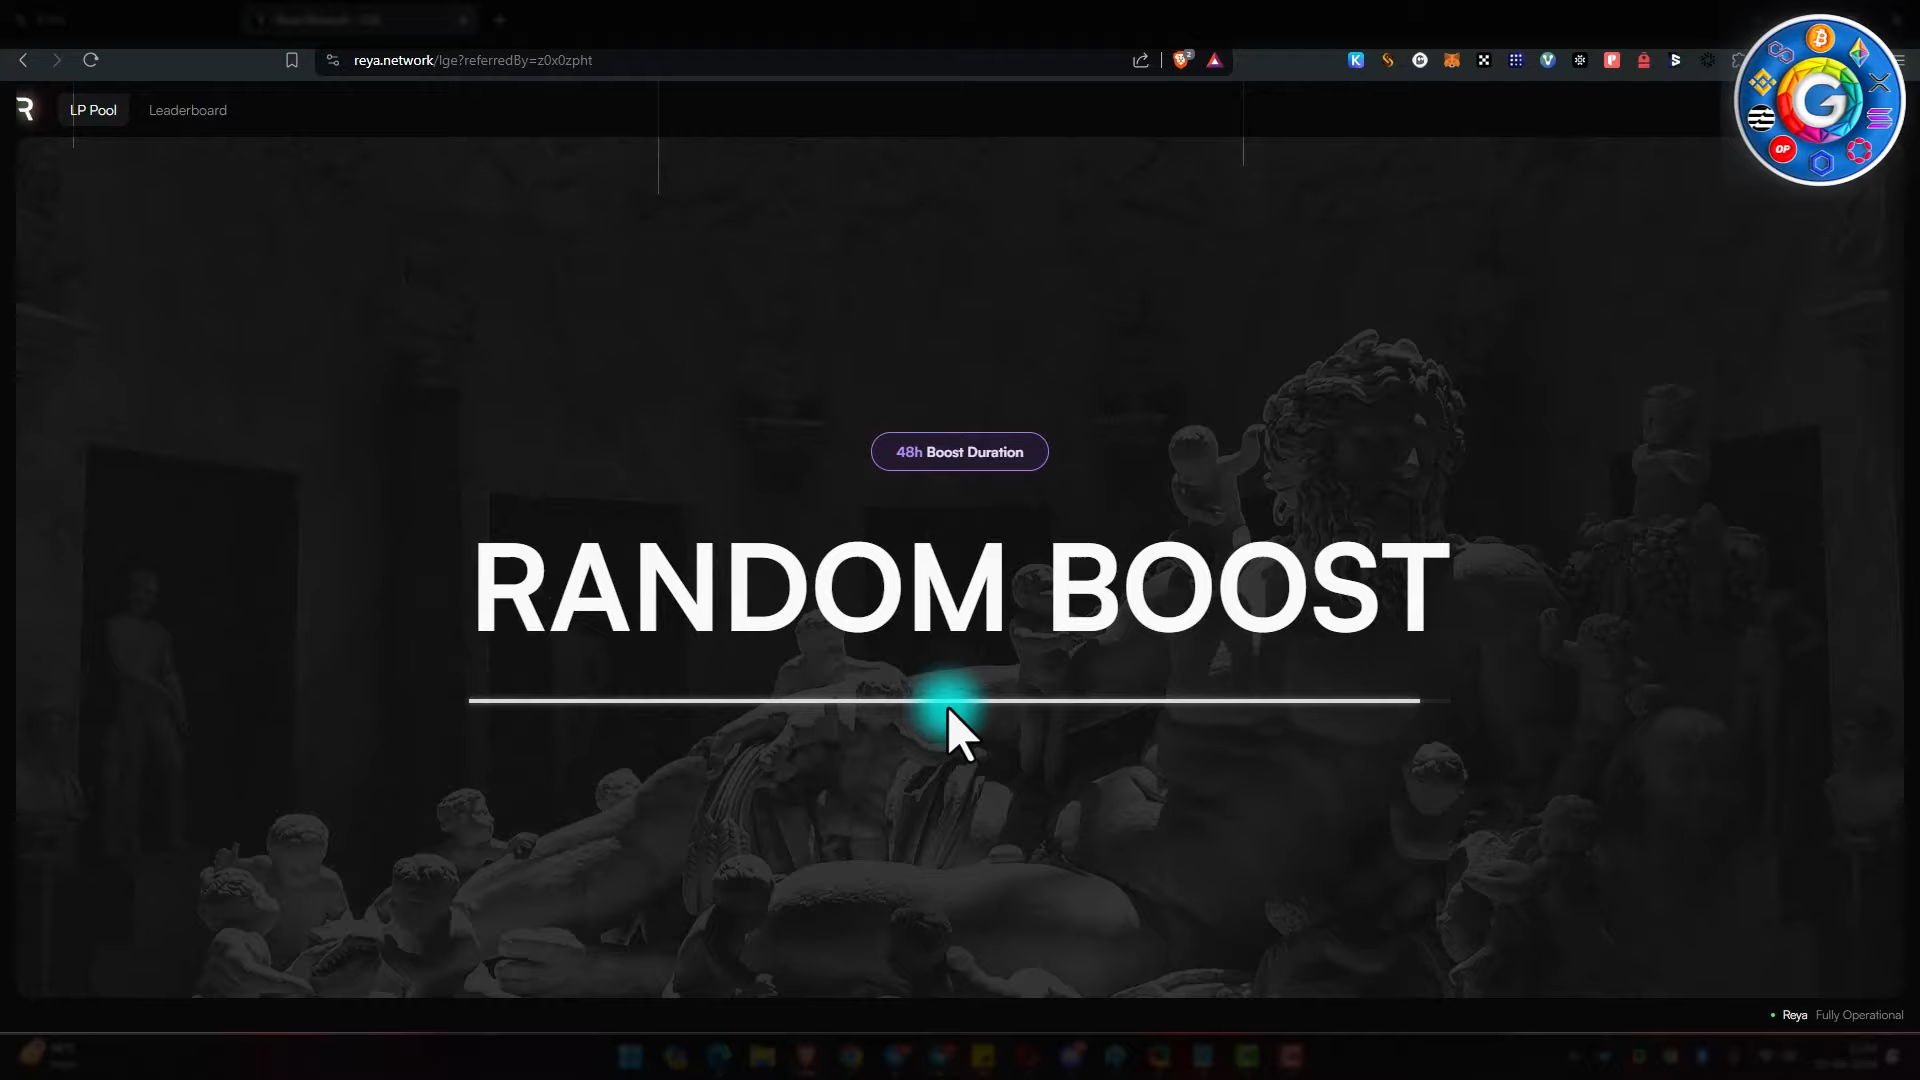 reya.network/lge?referredBy=z0x0zpht
LP Pool
Leaderboard
48h Boost Duration
RANDOM BOOST
Reya Fully Operational